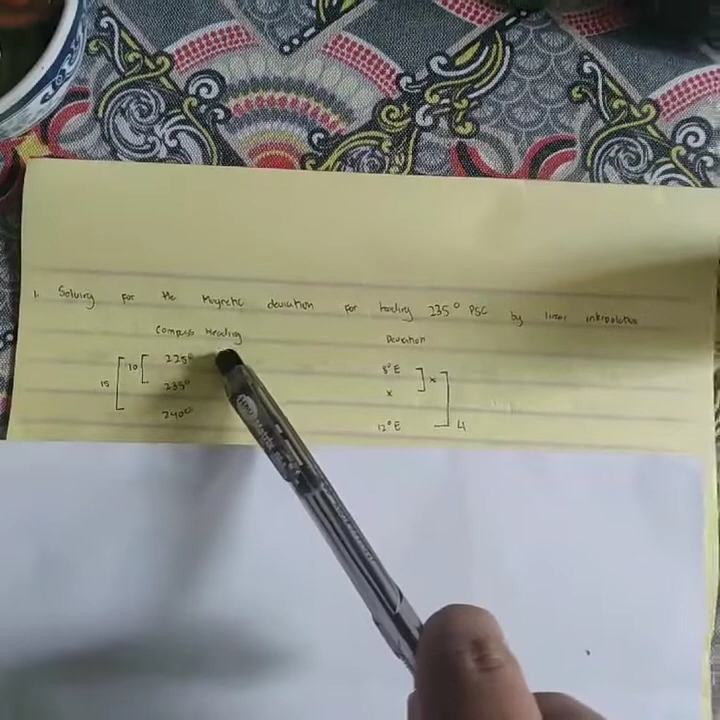 1. Solving for the Magnetic deviation for heading 235° PSC by linear interpolation
Compass Heading Deviation
225° 8°E
10 x
15 235° x
240° 12°E
4